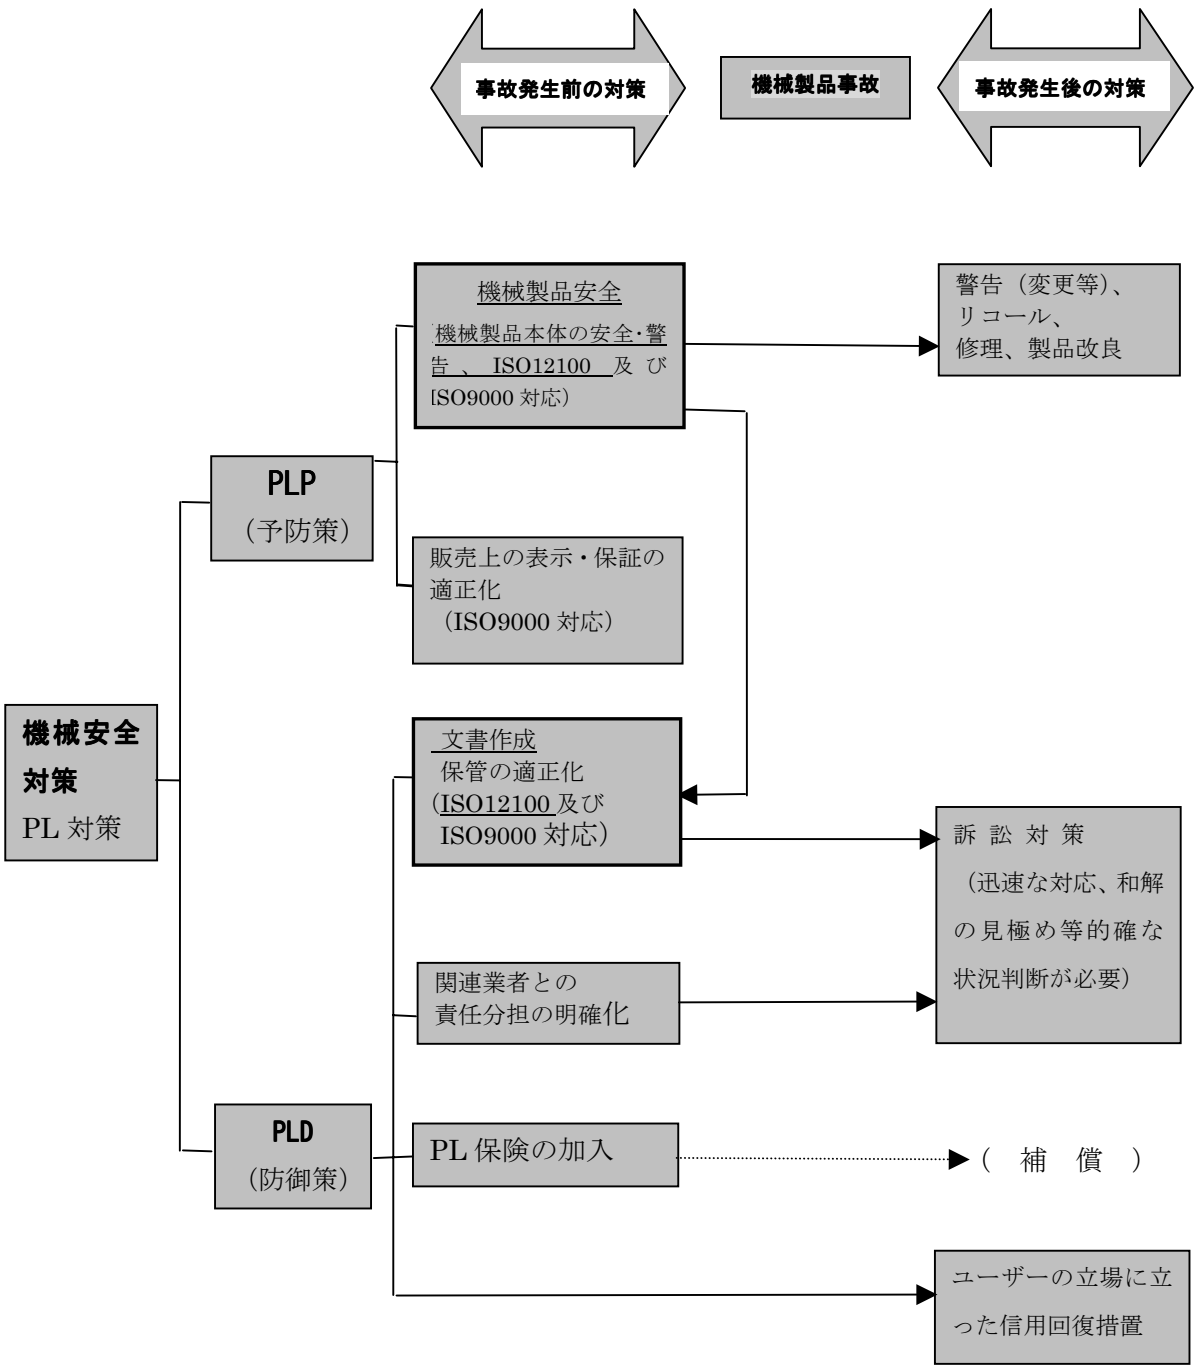 事故発生前の対策
機械製品事故
事故発生後の対策
機械製品安全
機械製品本体の安全・警
告、ISO12100 及び
ISO9000 対応）
警告（変更等）、
リコール、
修理、製品改良
PLP
（予防策）
販売上の表示・保証の
適正化
（ISO9000 対応）
機械安全
対策
PL 対策
文書作成
保管の適正化
（ISO12100 及び
ISO9000 対応）
訴訟対策
（迅速な対応、和解
の見極め等的確な
状況判断が必要）
関連業者との
責任分担の明確化
PLD
（防御策）
PL 保険の加入
（補償）
ユーザーの立場に立
った信用回復措置